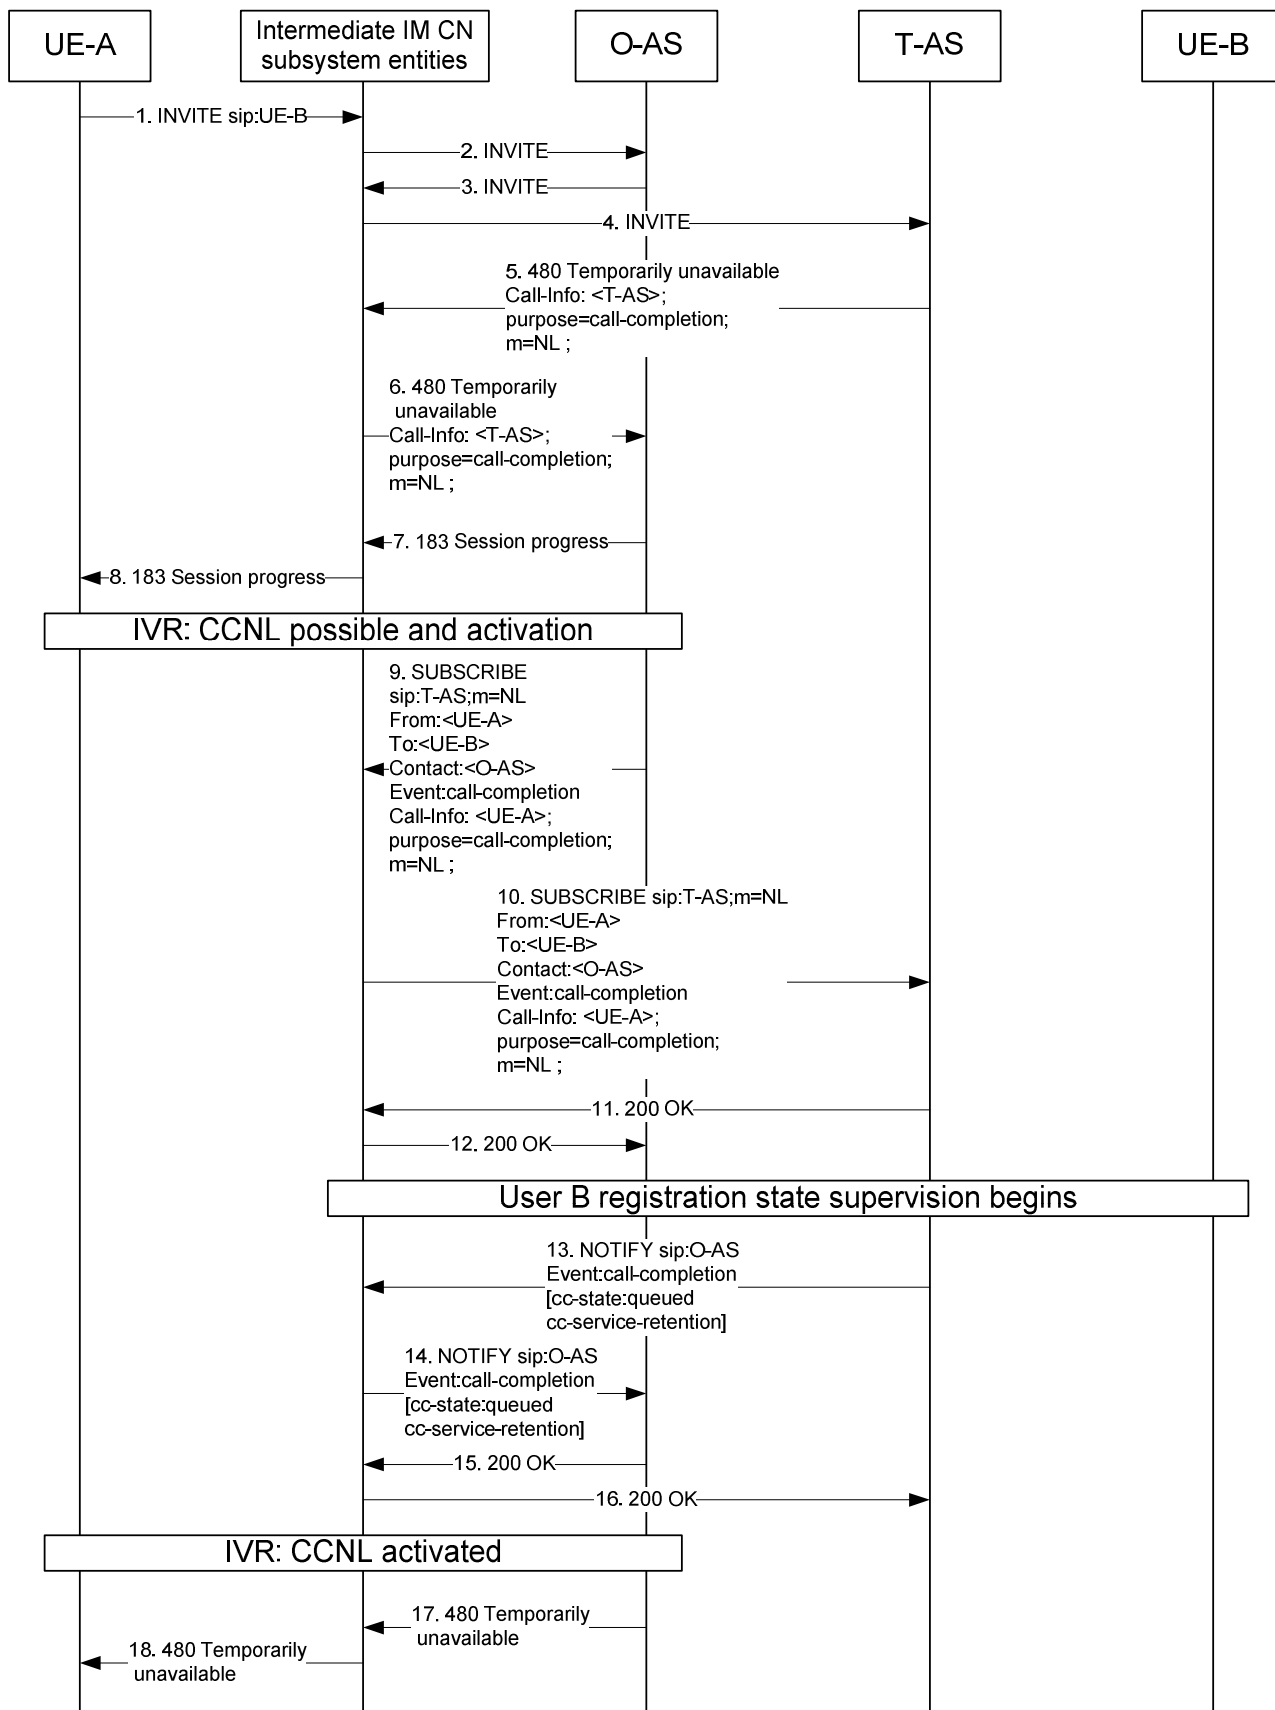 UE-A
Intermediate IM CN
subsystem entities
O-AS
T-AS
UE-B
1. INVITE sip:UE-B
2. INVITE
3. INVITE
4. INVITE
5. 480 Temporarily unavailable
Call-Info: <T-AS>;
purpose=call-completion;
m=NL ;
6. 480 Temporarily
unavailable
Call-Info: <T-AS>;
purpose=call-completion;
m=NL ;
7. 183 Session progress
8. 183 Session progress
IVR: CCNL possible and activation
9. SUBSCRIBE
sip:T-AS;m=NL
From:<UE-A>
To:<UE-B>
Contact:<O-AS>
Event:call-completion
Call-Info: <UE-A>;
purpose=call-completion;
m=NL ;
10. SUBSCRIBE sip:T-AS;m=NL
From:<UE-A>
To:<UE-B>
Contact:<O-AS>
Event:call-completion
Call-Info: <UE-A>;
purpose=call-completion;
m=NL ;
11. 200 OK
12. 200 OK
User B registration state supervision begins
13. NOTIFY sip:O-AS
Event:call-completion
[cc-state:queued
cc-service-retention]
14. NOTIFY sip:O-AS
Event:call-completion
[cc-state:queued
cc-service-retention]
15. 200 OK
16. 200 OK
IVR: CCNL activated
17. 480 Temporarily
unavailable
18. 480 Temporarily
unavailable